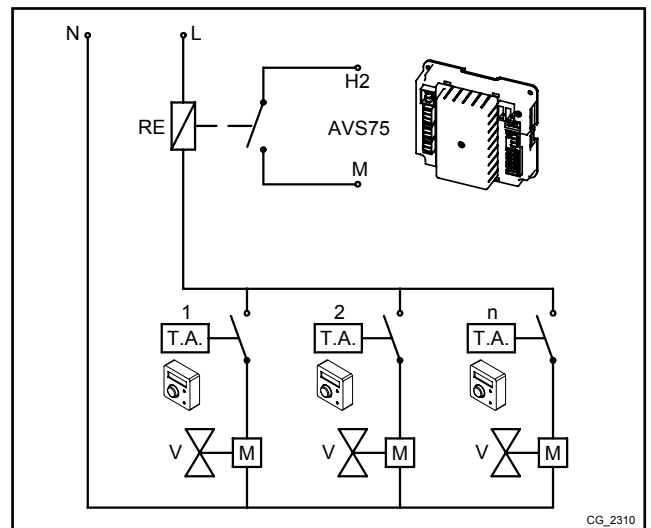 N L
H2
RE AVS75
M
1 2 n
T.A. T.A. T.A.
V M V M V M
CG_2310